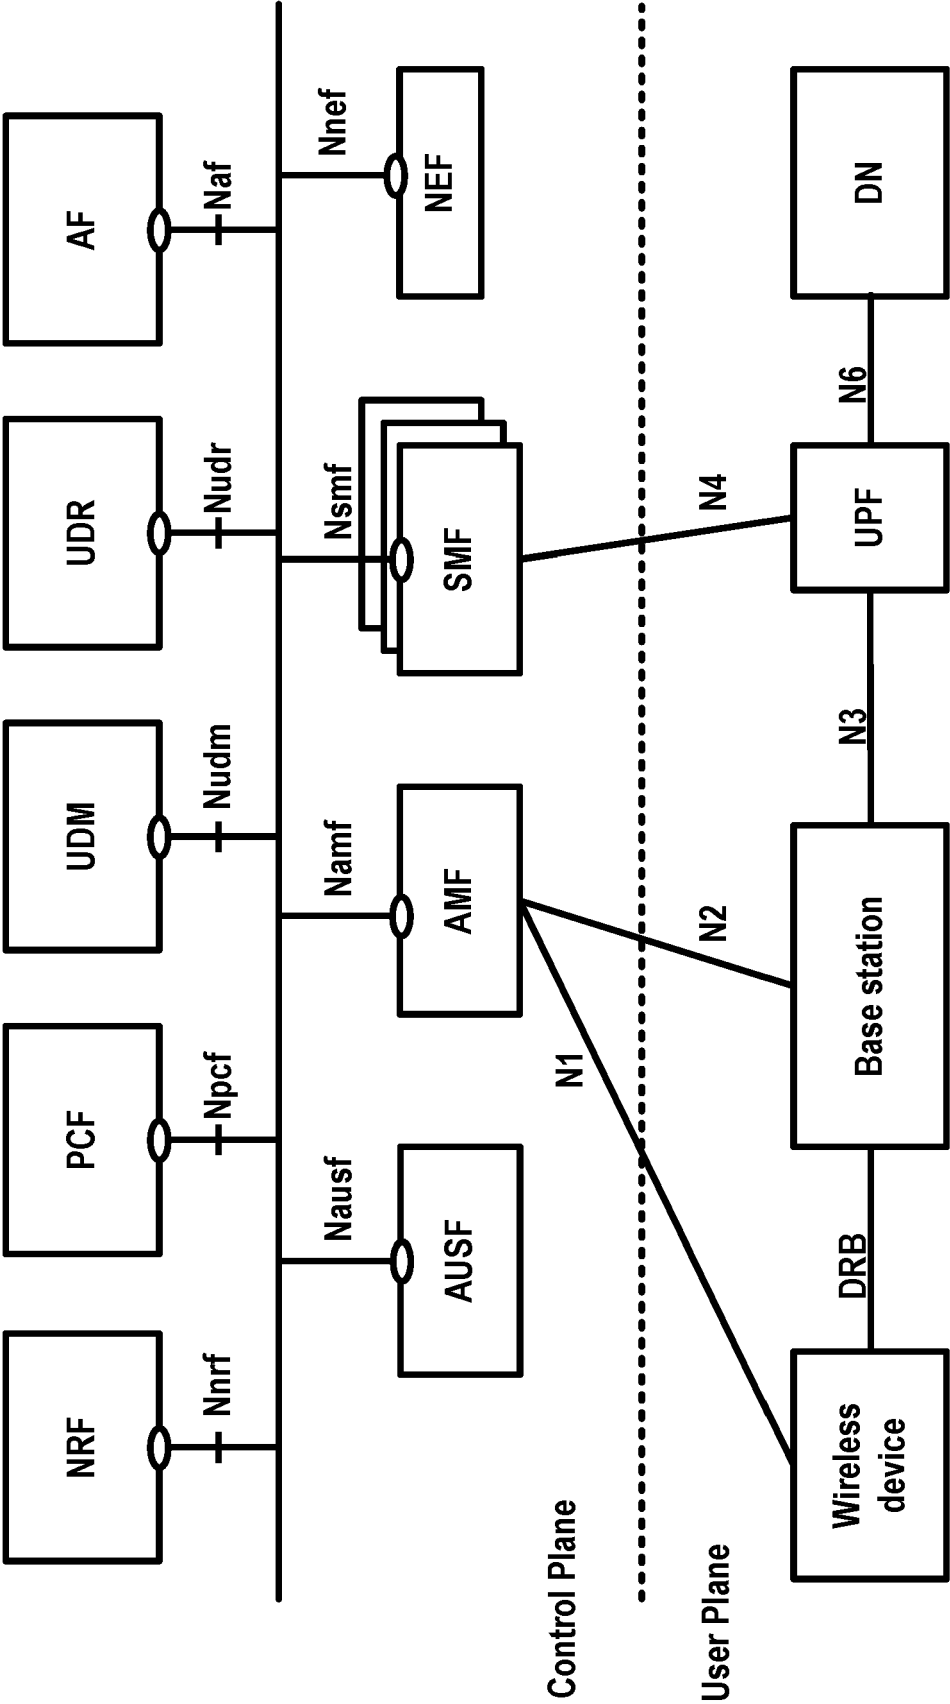 NRF
PCF
UDM
UDR
AF
Nnrf
Npcf
Nudm
Nudr
Naf
Nausf
Namf
Nsmf
Nnef
AUSF
AMF
SMF
NEF
Control Plane
N1
User Plane
N2
N4
Wireless
device
DRB
Base station
N3
UPF
N6
DN